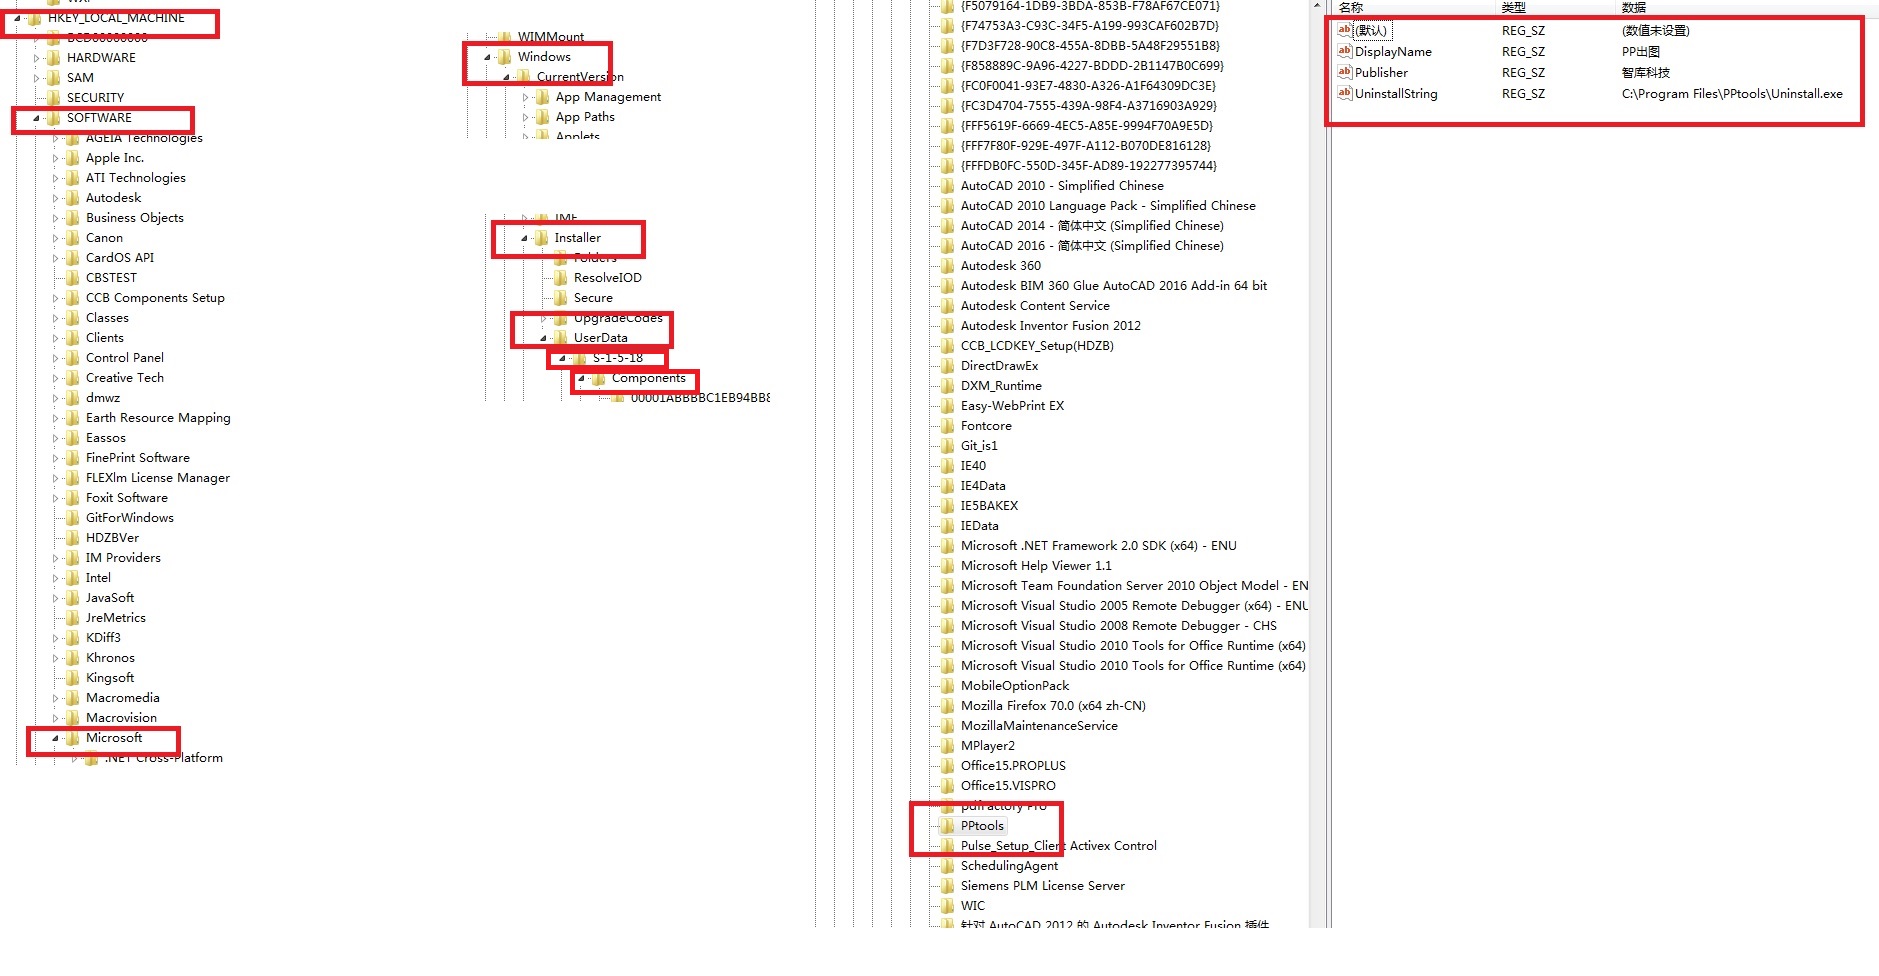 HKEY_LOCAL_MACHINE
BCD00000000
HARDWARE
SAM
SECURITY
SOFTWARE
AGEIA Technologies
Apple Inc.
ATI Technologies
Autodesk
Business Objects
Canon
CardOS API
CBSTEST
CCB Components Setup
Classes
Clients
Control Panel
Creative Tech
dmwz
Earth Resource Mapping
Eassos
FinePrint Software
FLEXlm License Manager
Foxit Software
GitForWindows
HDZBVer
IM Providers
Intel
JavaSoft
JreMetrics
KDiff3
Khronos
Kingsoft
Macromedia
Macrovision
Microsoft
.NET Cross-Platform
WIMMount
Windows
CurrentVersion
App Management
App Paths
Applets
IME
Installer
Folders
ResolveIOD
Secure
UpgradeCodes
UserData
S-1-5-18
Components
00001ABBBBC1EB94BB8
{F5079164-1DB9-3BDA-853B-F78AF67CE071}
{F74753A3-C93C-34F5-A199-993CAF602B7D}
{F7D3F728-90C8-455A-8DBB-5A48F29551B8}
{F858889C-9A96-4227-BDDD-2B1147B0C699}
{FC0F0041-93E7-4830-A326-A1F64309DC3E}
{FC3D4704-7555-439A-98F4-A3716903A929}
{FFF5619F-6669-4EC5-A85E-9994F70A9E5D}
{FFF7F80F-929E-497F-A112-B070DE816128}
{FFFDB0FC-550D-345F-AD89-192277395744}
AutoCAD 2010 - Simplified Chinese
AutoCAD 2010 Language Pack - Simplified Chinese
AutoCAD 2014 - 简体中文 (Simplified Chinese)
AutoCAD 2016 - 简体中文 (Simplified Chinese)
Autodesk 360
Autodesk BIM 360 Glue AutoCAD 2016 Add-in 64 bit
Autodesk Content Service
Autodesk Inventor Fusion 2012
CCB_LCDKEY_Setup(HDZB)
DirectDrawEx
DXM_Runtime
Easy-WebPrint EX
Fontcore
Git_is1
IE40
IE4Data
IE5BAKEX
IEData
Microsoft .NET Framework 2.0 SDK (x64) - ENU
Microsoft Help Viewer 1.1
Microsoft Team Foundation Server 2010 Object Model - EN
Microsoft Visual Studio 2005 Remote Debugger (x64) - ENU
Microsoft Visual Studio 2008 Remote Debugger - CHS
Microsoft Visual Studio 2010 Tools for Office Runtime (x64)
Microsoft Visual Studio 2010 Tools for Office Runtime (x64)
MobileOptionPack
Mozilla Firefox 70.0 (x64 zh-CN)
MozillaMaintenanceService
MPlayer2
Office15.PROPLUS
Office15.VISPRO
pdfFactory Pro
PPtools
Pulse_Setup_Client Activex Control
SchedulingAgent
Siemens PLM License Server
WIC
针对 AutoCAD 2012 的 Autodesk Inventor Fusion 插件
名称 类型 数据
(默认) REG_SZ (数值未设置)
DisplayName REG_SZ PP出图
Publisher REG_SZ 智库科技
UninstallString REG_SZ C:\Program Files\PPtools\Uninstall.exe